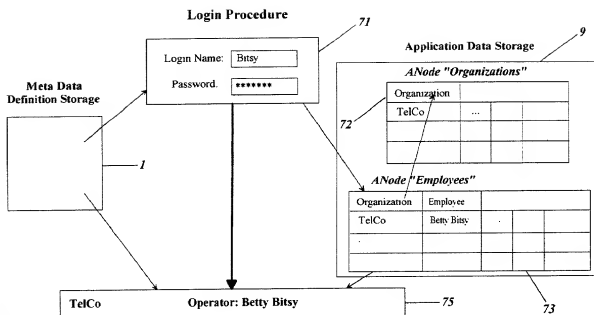 Login Procedure
71
Login Name: Bitsy
Password. *******
Meta Data
Definition Storage
1
Application Data Storage
9
ANode "Organizations"
Organization
TelCo ...
72
ANode "Employees"
Organization Employee
TelCo Betty Bitsy .
.
73
TelCo Operator: Betty Bitsy
75